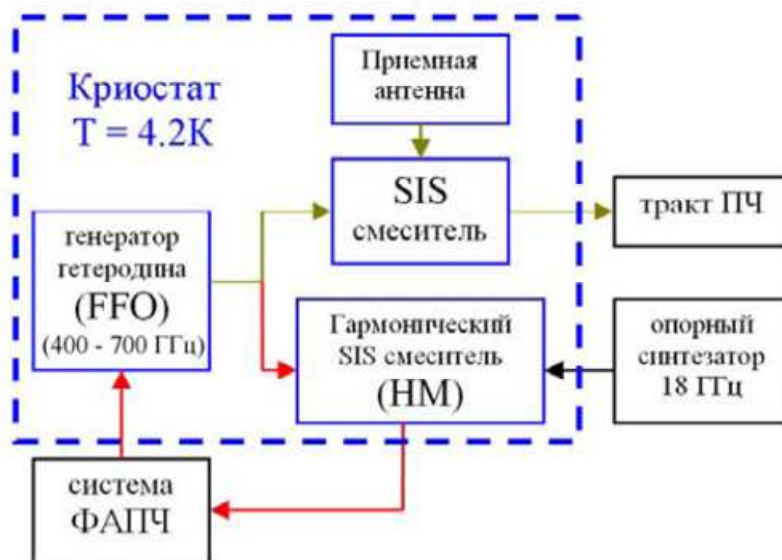 Криостат
T = 4.2К
Приемная
антенна
SIS
смеситель
тракт ПЧ
генератор
гетеродина
(FFO)
(400 - 700 ГГц)
Гармонический
SIS смеситель
(HM)
опорный
синтезатор
18 ГГц
система
ФАПЧ